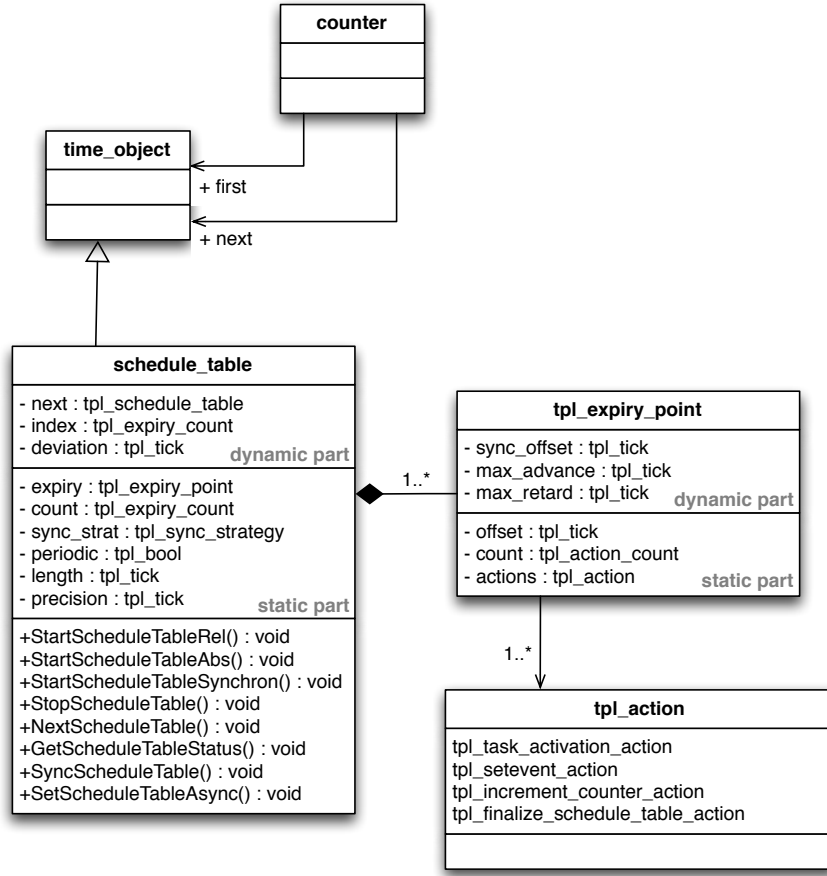 counter
time_object
+ first
+ next
schedule_table
- next : tpl_schedule_table
- index : tpl_expiry_count
- deviation : tpl_tick
dynamic part
- expiry : tpl_expiry_point
- count : tpl_expiry_count
- sync_strat : tpl_sync_strategy
- periodic : tpl_bool
- length : tpl_tick
- precision : tpl_tick
static part
+StartScheduleTableRel() : void
+StartScheduleTableAbs() : void
+StartScheduleTableSynchron() : void
+StopScheduleTable() : void
+NextScheduleTable() : void
+GetScheduleTableStatus() : void
+SyncScheduleTable() : void
+SetScheduleTableAsync() : void
1..*
tpl_expiry_point
- sync_offset : tpl_tick
- max_advance : tpl_tick
- max_retard : tpl_tick
dynamic part
- offset : tpl_tick
- count : tpl_action_count
- actions : tpl_action
static part
1..*
tpl_action
tpl_task_activation_action
tpl_setevent_action
tpl_increment_counter_action
tpl_finalize_schedule_table_action